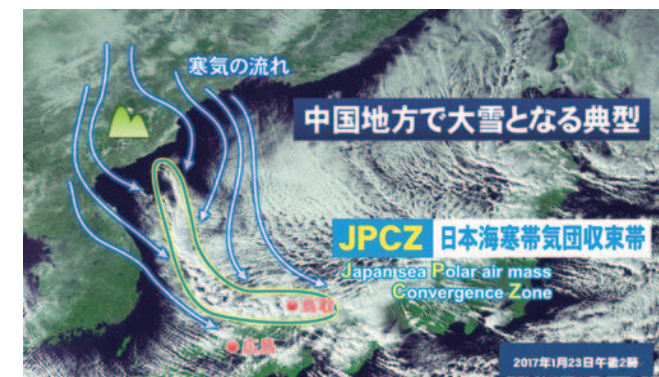 寒気の流れ
中国地方で大雪となる典型
JPCZ 日本海寒帯気団収束帯
Japan sea Polar air mass
Convergence Zone
鳥取
広島
2017年1月23日午後2時